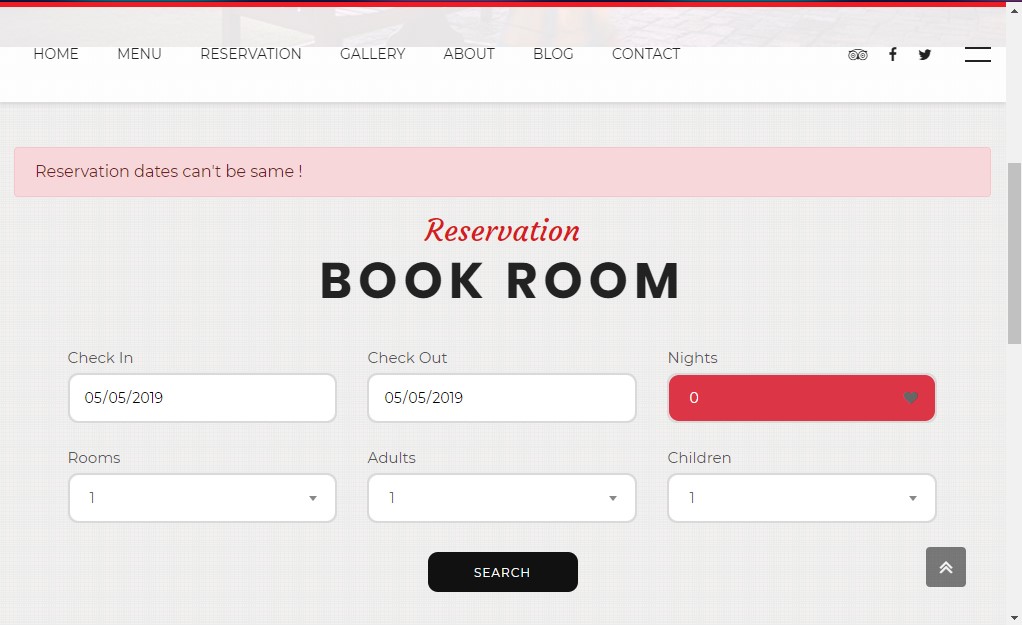 HOME MENU RESERVATION GALLERY ABOUT BLOG CONTACT
Reservation dates can't be same !
Reservation
BOOK ROOM
Check In Check Out Nights
05/05/2019 05/05/2019 0
Rooms Adults Children
1 1 1
SEARCH